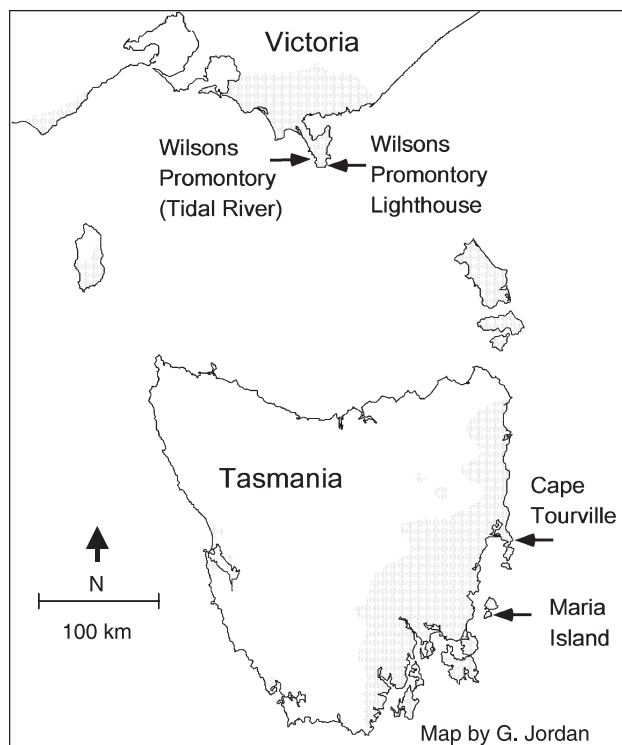 Victoria
Wilsons
Promontory
(Tidal River)
Wilsons
Promontory
Lighthouse
Tasmania
Cape
Tourville
N
100 km
Maria
Island
Map by G. Jordan